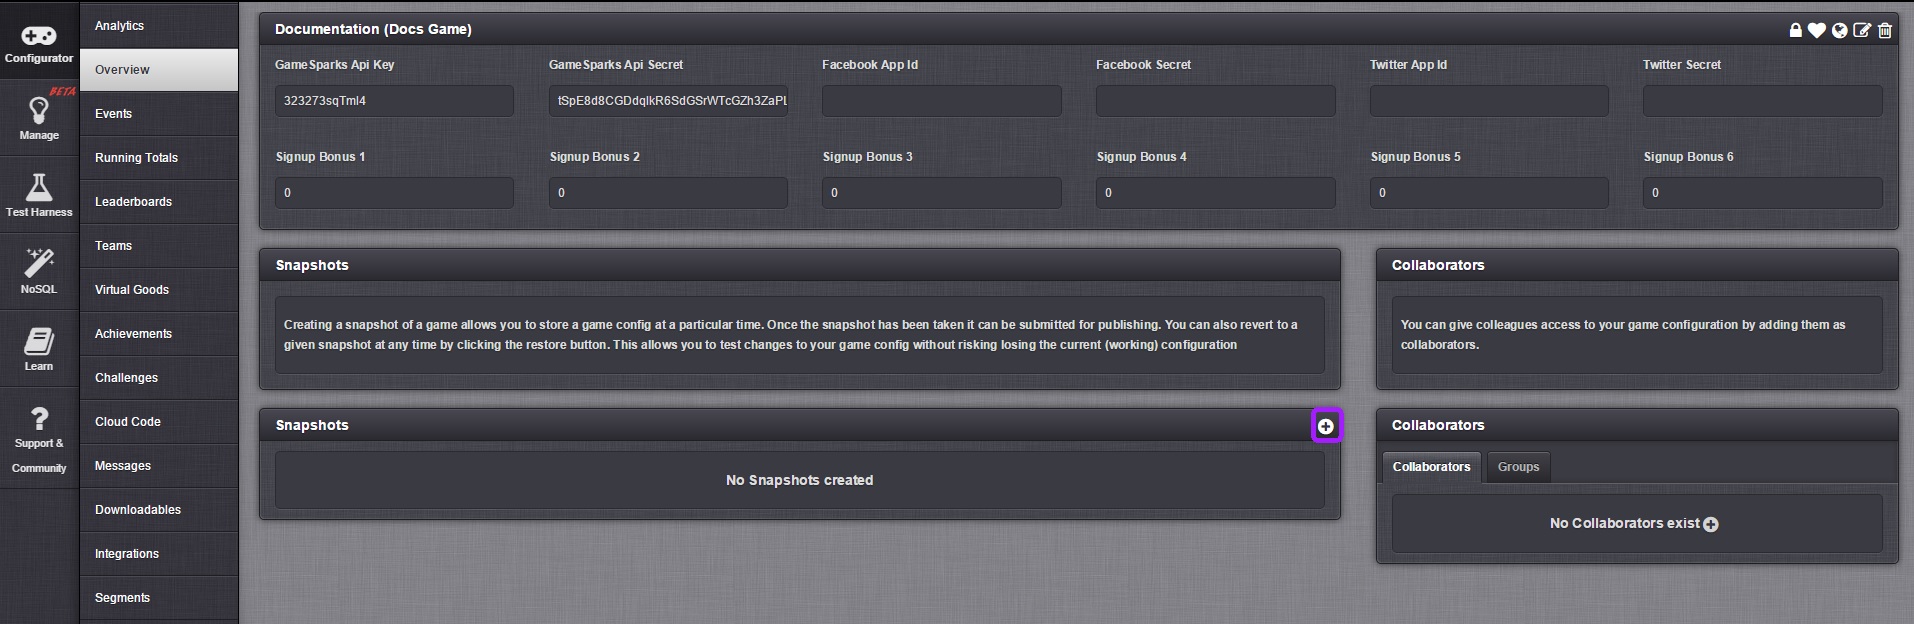 Configurator
BETA
Manage
Test Harness
NoSQL
Learn
Support &
Community
Analytics
Overview
Events
Running Totals
Leaderboards
Teams
Virtual Goods
Achievements
Challenges
Cloud Code
Messages
Downloadables
Integrations
Segments
Documentation (Docs Game)
GameSparks Api Key
GameSparks Api Secret
Facebook App Id
Facebook Secret
Twitter App Id
Twitter Secret
323273sqTmI4
tSpE8d8CGDdqlkR6SdGSrWTcGZh3ZaPL
Signup Bonus 1
Signup Bonus 2
Signup Bonus 3
Signup Bonus 4
Signup Bonus 5
Signup Bonus 6
0
0
0
0
0
0
Snapshots
Creating a snapshot of a game allows you to store a game config at a particular time. Once the snapshot has been taken it can be submitted for publishing. You can also revert to a
given snapshot at any time by clicking the restore button. This allows you to test changes to your game config without risking losing the current (working) configuration
Collaborators
You can give colleagues access to your game configuration by adding them as
collaborators.
Snapshots
No Snapshots created
Collaborators
Collaborators
Groups
No Collaborators exist